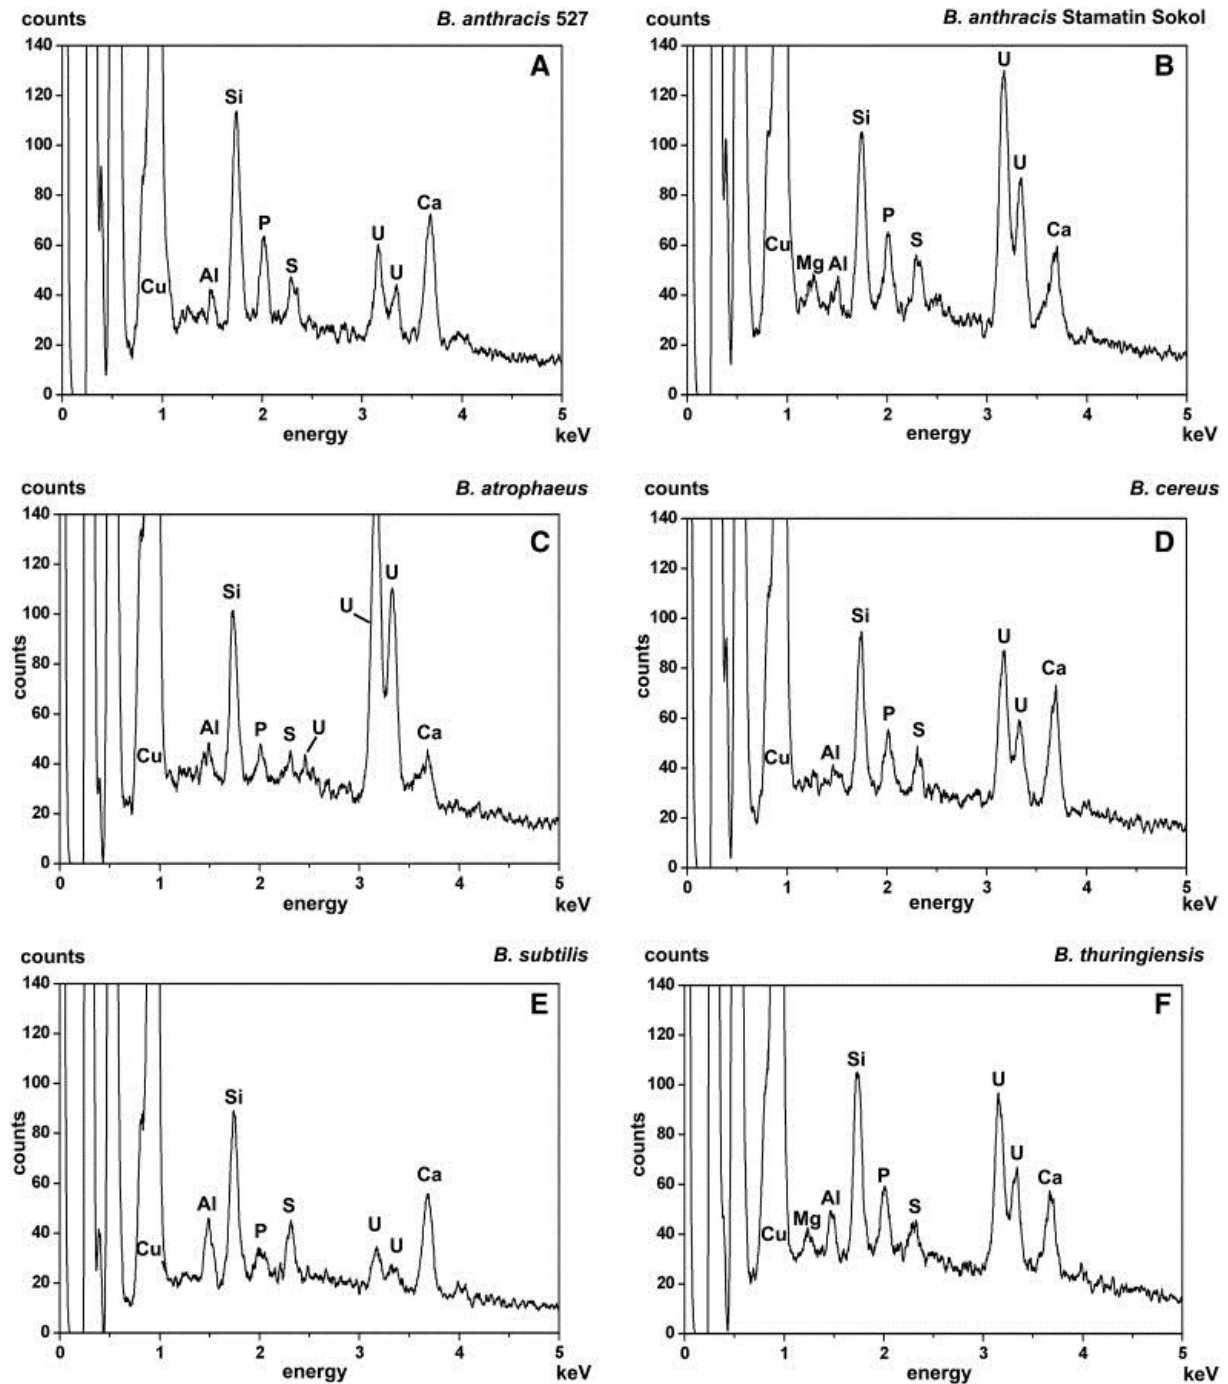 counts
B. anthracis 527
140
120
100
80
60
40
20
0
A
Si
P
Ca
Al
S
U
U
Cu
0 1 2 3 4 5
energy
keV
counts
B. anthracis Stamatin Sokol
140
120
100
80
60
40
20
0
B
U
Si
U
P
S
Ca
Cu
Mg
Al
0 1 2 3 4 5
energy
keV
counts
B. atrophaeus
140
120
100
80
60
40
20
0
counts
C
Si
U
U
Al
P
S
U
Ca
Cu
0 1 2 3 4 5
energy
keV
counts
B. cereus
140
120
100
80
60
40
20
0
counts
D
Si
U
Ca
P
U
S
Cu
Al
0 1 2 3 4 5
energy
keV
counts
B. subtilis
140
120
100
80
60
40
20
0
counts
E
Si
Ca
Al
S
P
U
U
Cu
0 1 2 3 4 5
energy
keV
counts
B. thuringiensis
140
120
100
80
60
40
20
0
counts
F
Si
U
U
P
Ca
Al
S
Mg
Cu
0 1 2 3 4 5
energy
keV